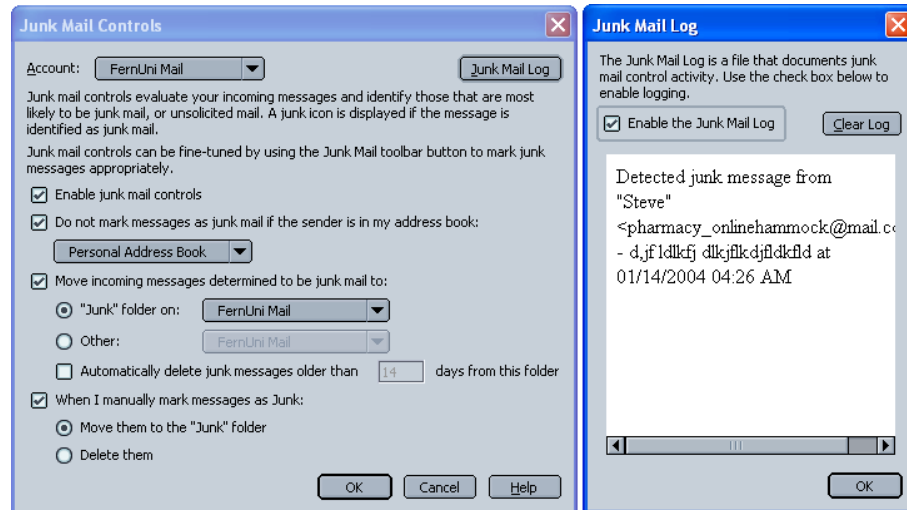 Junk Mail Controls
Account: FernUni Mail Junk Mail Log
Junk mail controls evaluate your incoming messages and identify those that are most
likely to be junk mail, or unsolicited mail. A junk icon is displayed if the message is
identified as junk mail.
Junk mail controls can be fine-tuned by using the Junk Mail toolbar button to mark junk
messages appropriately.
Enable junk mail controls
Do not mark messages as junk mail if the sender is in my address book:
Personal Address Book
Move incoming messages determined to be junk mail to:
"Junk" folder on: FernUni Mail
Other: FernUni Mail
Automatically delete junk messages older than 14 days from this folder
When I manually mark messages as Junk:
Move them to the "Junk" folder
Delete them
OK Cancel Help
Junk Mail Log
The Junk Mail Log is a file that documents junk
mail control activity. Use the check box below to
enable logging.
Enable the Junk Mail Log Clear Log
Detected junk message from
"Steve"
<pharmacy_onlinehammock@mail.c
- d,jf ldlkfj dlkjflkdjfldkfld at
01/14/2004 04:26 AM
OK